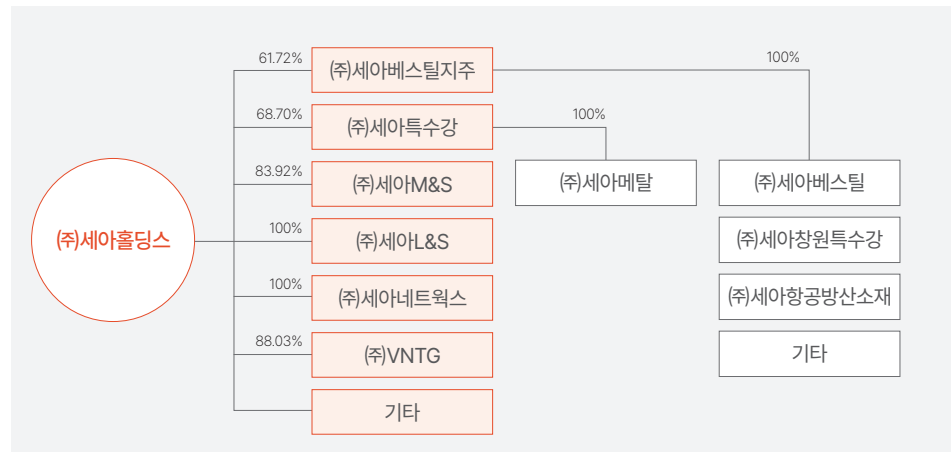 61.72%
㈜세아베스틸지주
100%
68.70%
㈜세아특수강
100%
83.92%
㈜세아M&S
㈜세아메탈
㈜세아베스틸
㈜세아홀딩스
100%
㈜세아L&S
㈜세아창원특수강
100%
㈜세아네트웍스
㈜세아항공방산소재
88.03%
㈜VNTG
기타
기타